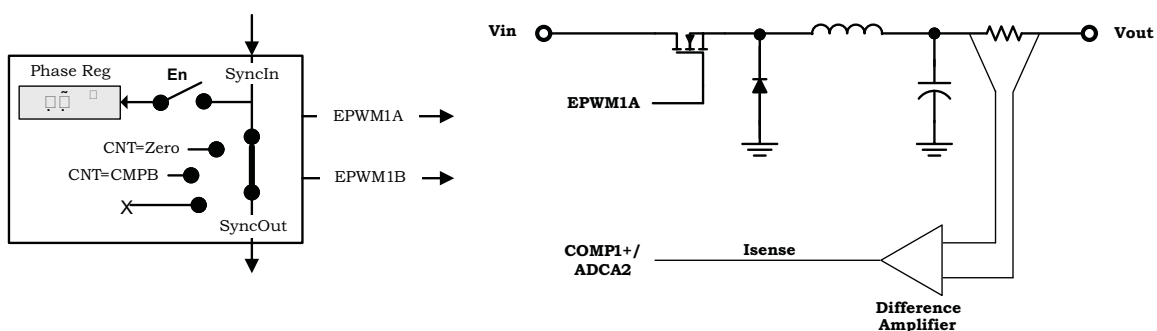 Phase Reg
En
SyncIn
EPWM1A
CNT=Zero
CNT=CMPB
EPWM1B
X
SyncOut
Vin
Vout
EPWM1A
COMP1+/
ADCA2
Isense
Difference
Amplifier